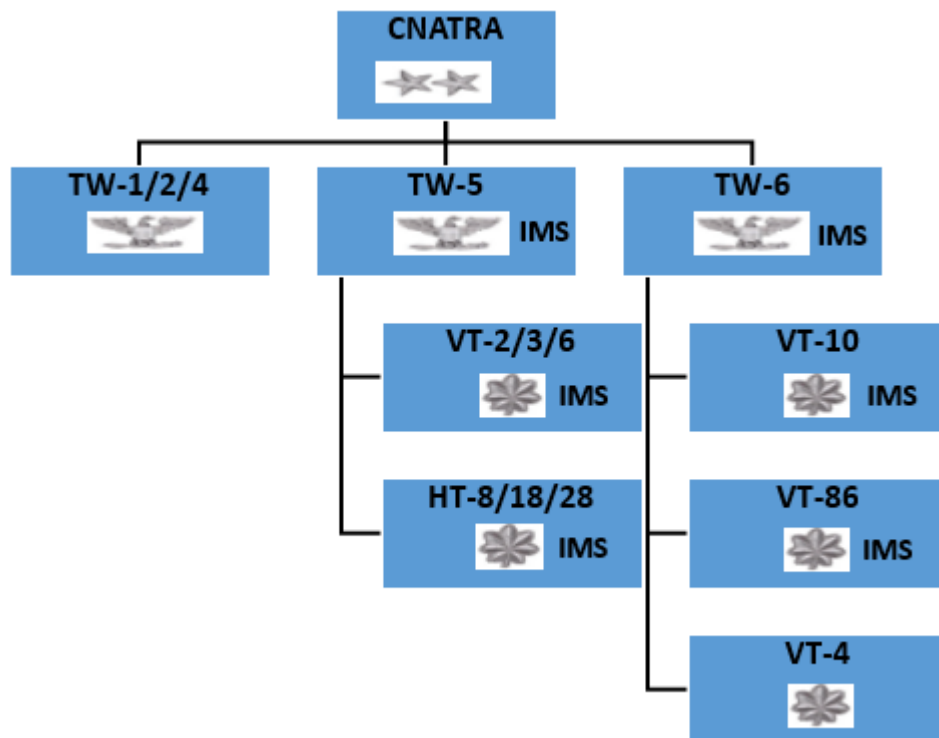 CNATRA
TW-1/2/4
TW-5
IMS
TW-6
IMS
VT-2/3/6
IMS
VT-10
IMS
HT-8/18/28
IMS
VT-86
IMS
VT-4